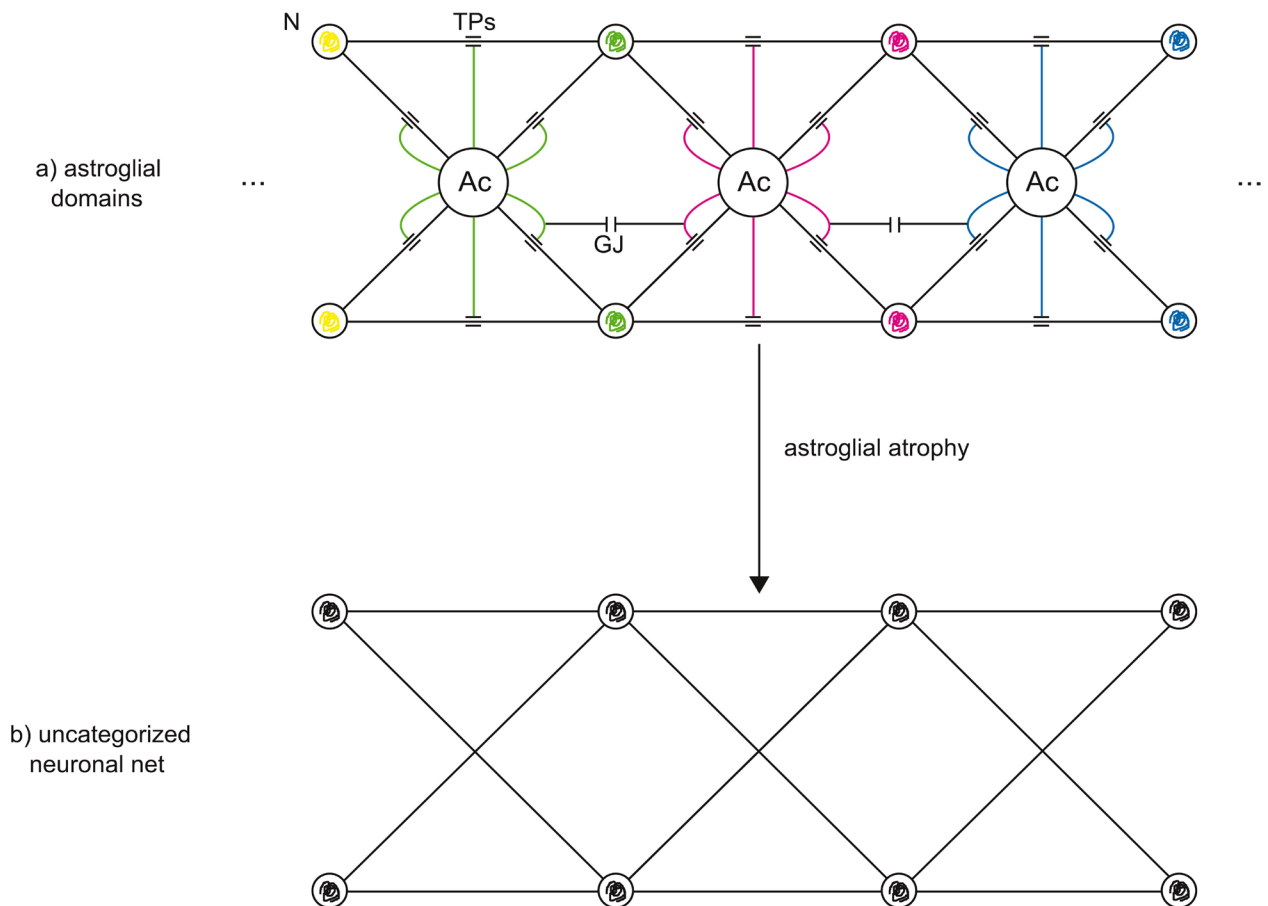 N
TPs
a) astroglial
domains
...
Ac
Ac
Ac
...
GJ
astroglial atrophy
b) uncategorized
neuronal net